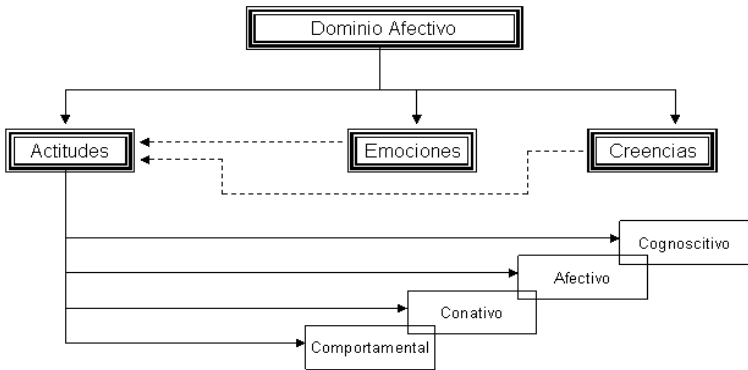 Dominio Afectivo
Actitudes
Emociones
Creencias
Cognoscitivo
Afectivo
Conativo
Comportamental